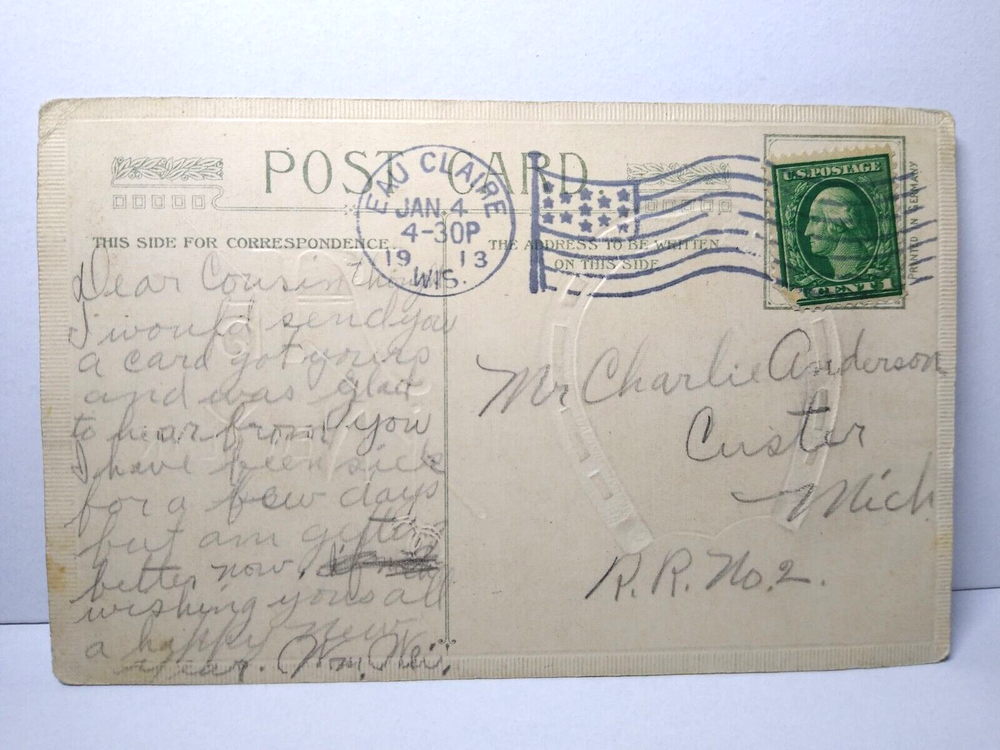 POST CARD
EAU CLAIRE
JAN 4
4-30P
19 13
WIS.
U.S. POSTAGE
1 CENT 1
PRINTED IN GERMANY
THIS SIDE FOR CORRESPONDENCE.
THE ADDRESS TO BE WRITTEN
ON THIS SIDE
Dear Cousin
I would send you
a card got yours
and was glad
to hear from you
I have been sick
for a few days
but am
better now.
wishing you all
a happy new
year. Wm.
Mr Charlie Anderson
Custer
Mich
R.R. No. 2.